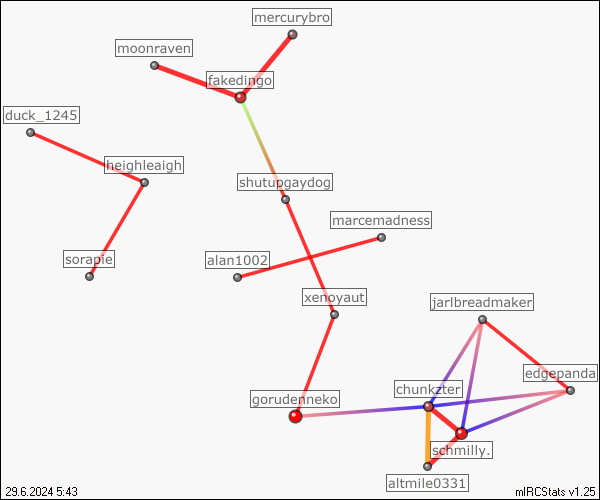 mercurybro
moonraven
fakedingo
duck_1245
heighleaigh
shutupgaydog
marcemadness
sorapie
alan1002
xenoyaut
jarlbreadmaker
edgepanda
chunkzter
gorudenneko
schmilly.
altmile0331
29.6.2024 5:43
mIRCStats v1.25